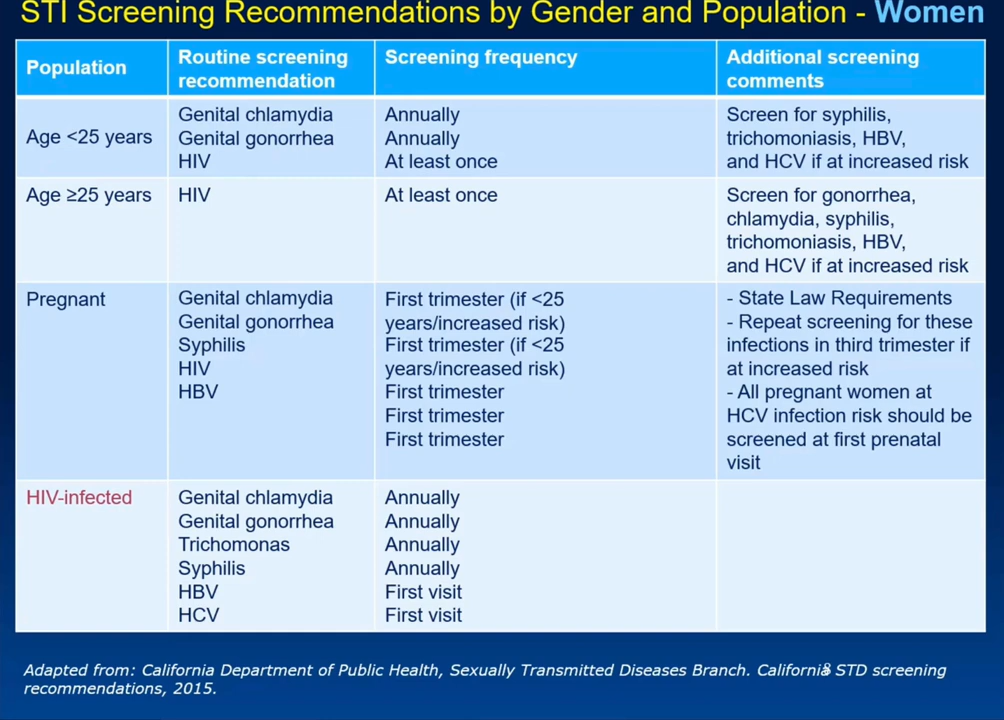 STI Screening Recommendations by Gender and Population - Women
Population
Routine screening
recommendation
Screening frequency
Additional screening
comments
Age <25 years
Genital chlamydia
Genital gonorrhea
HIV
Annually
Annually
At least once
Screen for syphilis,
trichomoniasis, HBV,
and HCV if at increased risk
Age ≥25 years
HIV
At least once
Screen for gonorrhea,
chlamydia, syphilis,
trichomoniasis, HBV,
and HCV if at increased risk
Pregnant
Genital chlamydia
Genital gonorrhea
Syphilis
HIV
HBV
First trimester (if <25
years/increased risk)
First trimester (if <25
years/increased risk)
First trimester
First trimester
First trimester
- State Law Requirements
- Repeat screening for these
infections in third trimester if
at increased risk
- All pregnant women at
HCV infection risk should be
screened at first prenatal
visit
HIV-infected
Genital chlamydia
Genital gonorrhea
Trichomonas
Syphilis
HBV
HCV
Annually
Annually
Annually
Annually
First visit
First visit
Adapted from: California Department of Public Health, Sexually Transmitted Diseases Branch. California STD screening
recommendations, 2015.